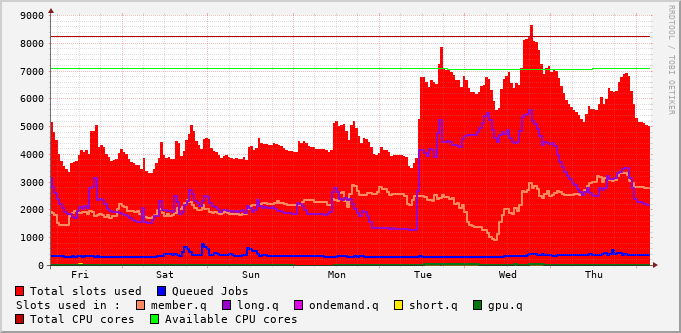 9000
8000
7000
6000
5000
4000
3000
2000
1000
0
Fri Sat Sun Mon Tue Wed Thu
RRDTOOL / TOBI OETIKER
Total slots used Queued Jobs
Slots used in : member.q long.q ondemand.q short.q gpu.q
Total CPU cores Available CPU cores